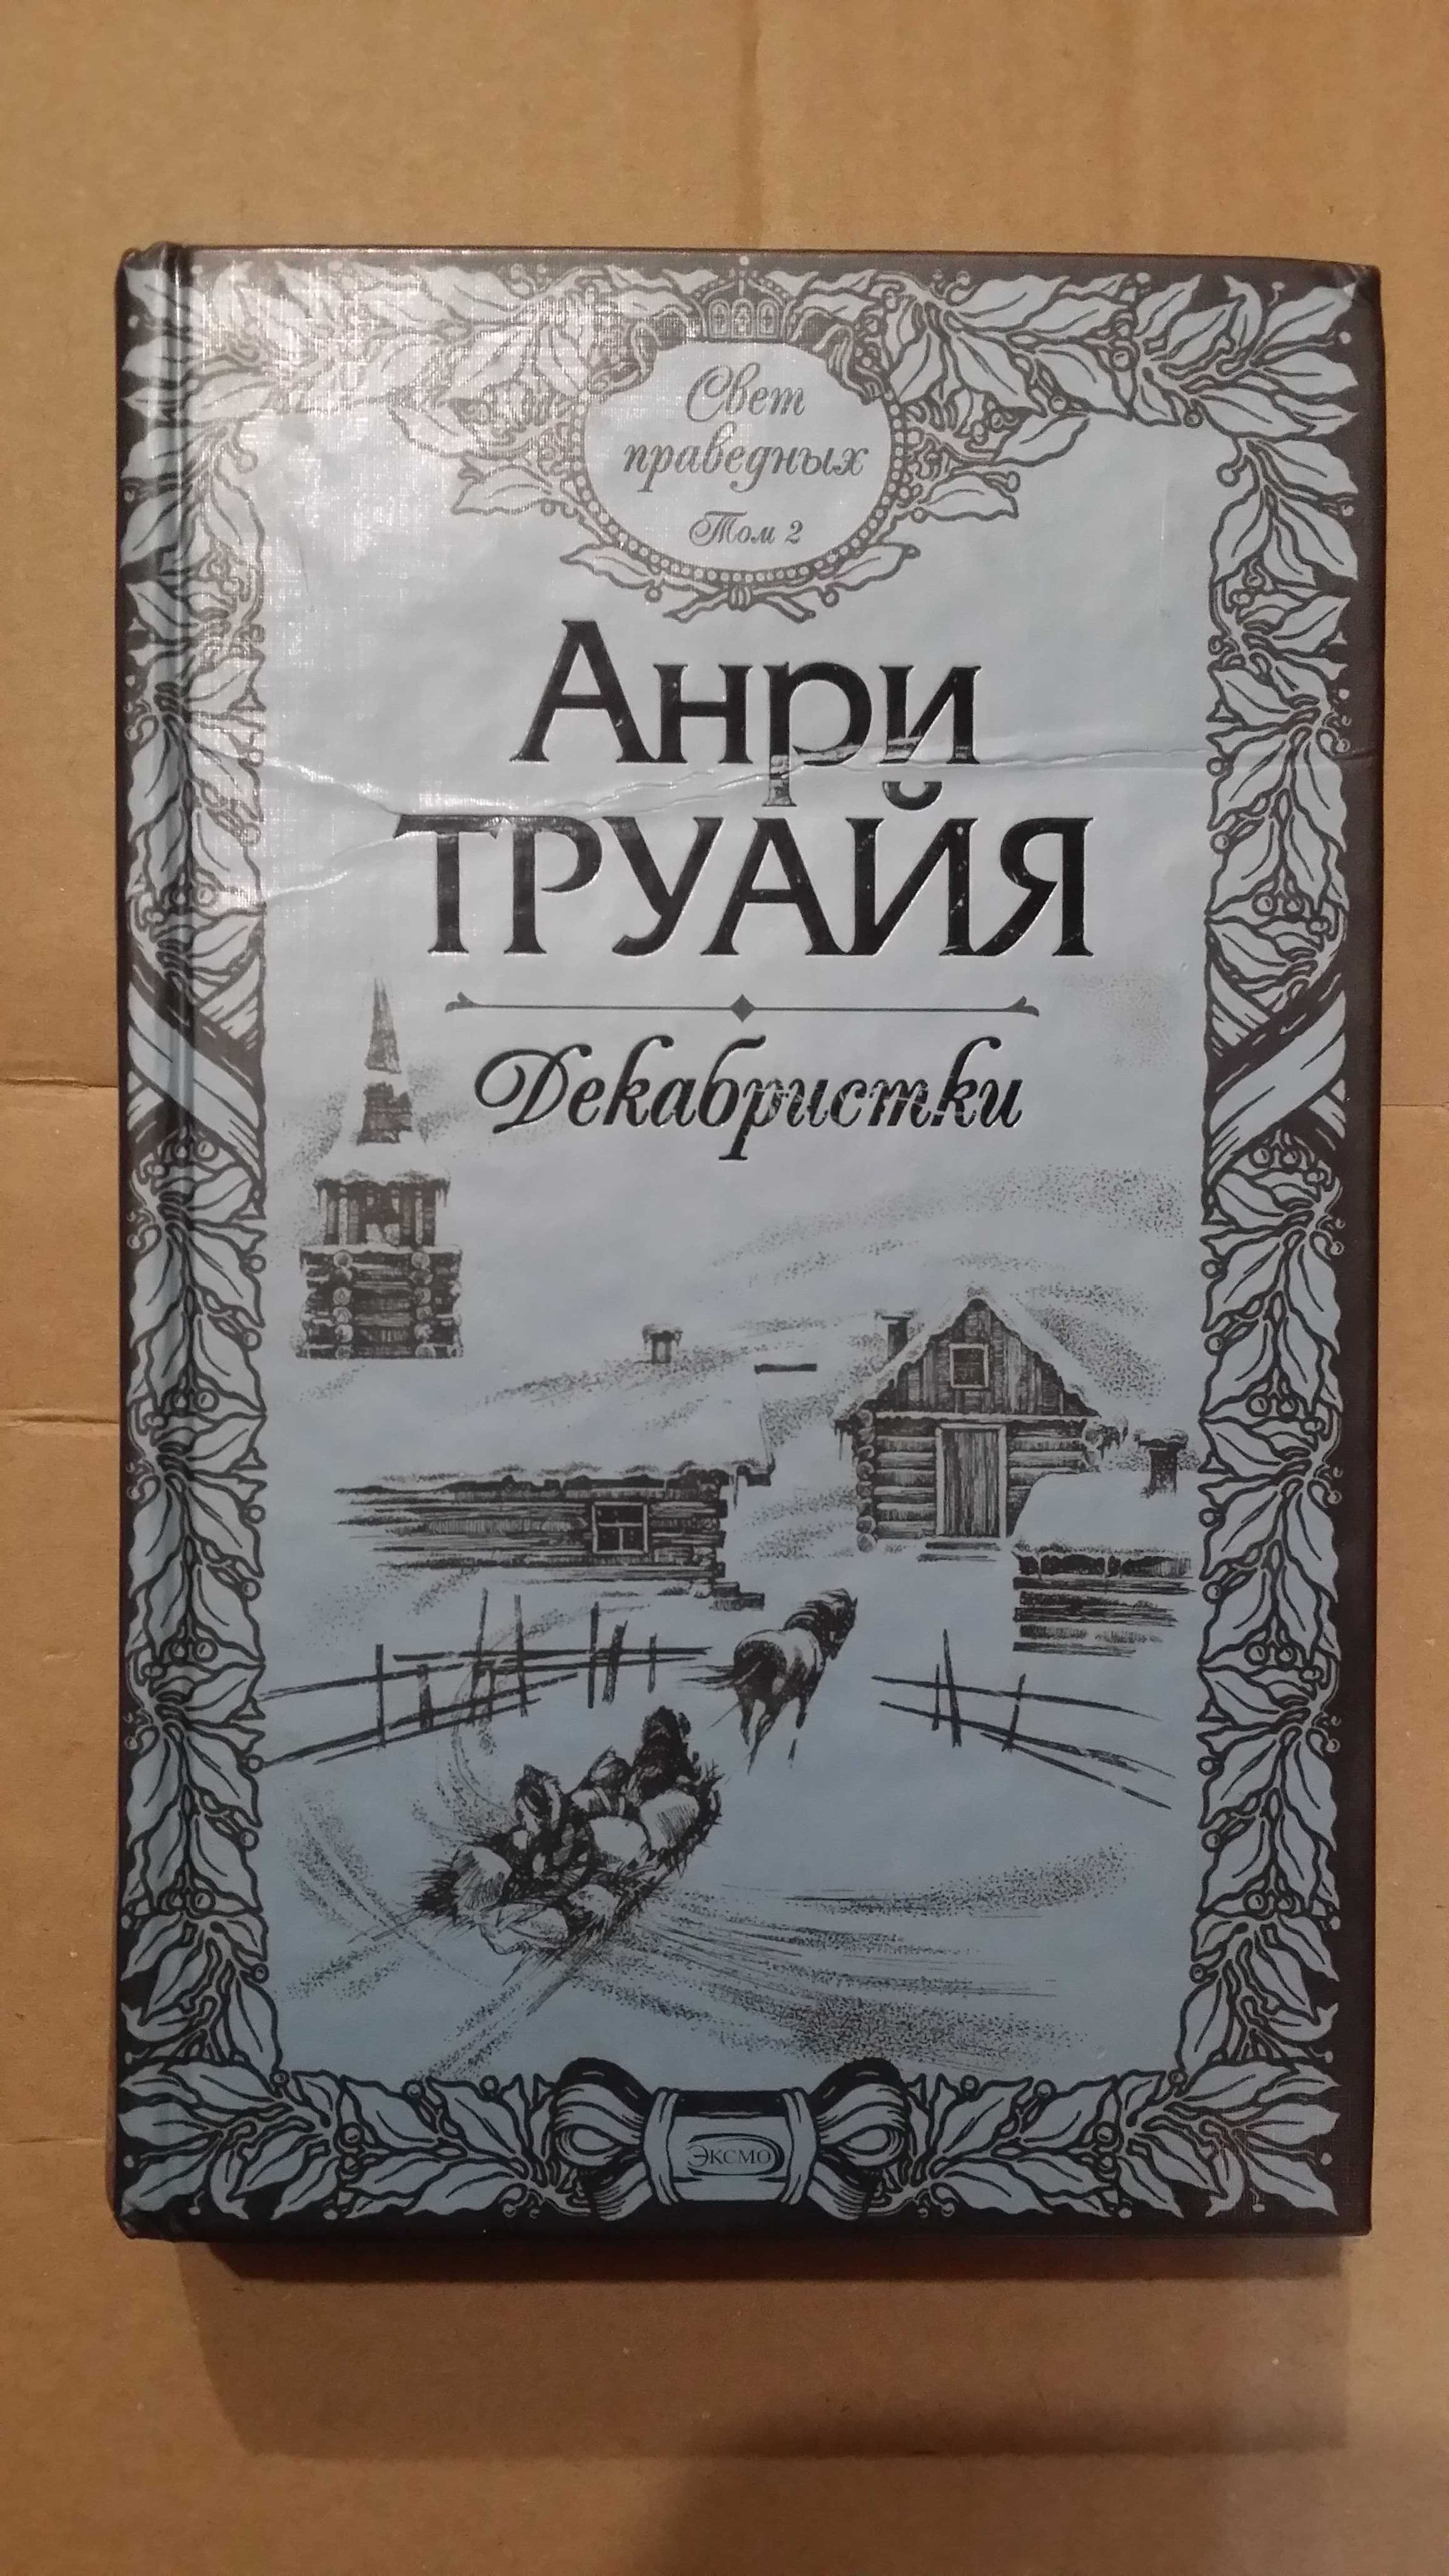 Свет
праведных
Том 2
Анри
ТРУАЙЯ
Декабристки
ЭКСМО